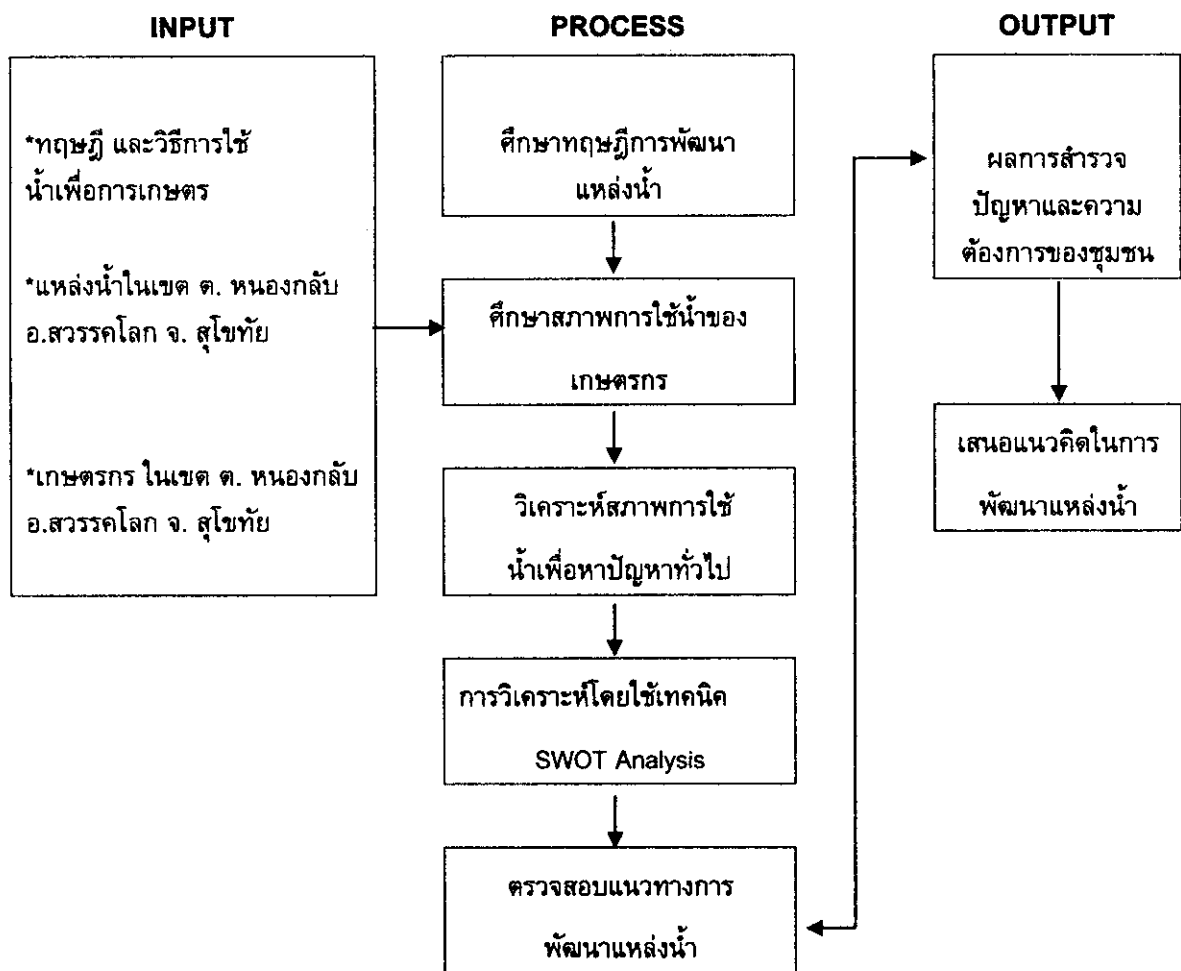 INPUT
*ทฤษฎี และวิธีการใช้
น้ำเพื่อการเกษตร
*แหล่งน้ำในเขต ต. หนองกลับ
อ.สวรรคโลก จ. สุโขทัย
*เกษตรกร ในเขต ต. หนองกลับ
อ.สวรรคโลก จ. สุโขทัย
PROCESS
ศึกษาทฤษฎีการพัฒนา
แหล่งน้ำ
ศึกษาสภาพการใช้น้ำของ
เกษตรกร
วิเคราะห์สภาพการใช้
น้ำเพื่อหาปัญหาทั่วไป
การวิเคราะห์โดยใช้เทคนิค
SWOT Analysis
ตรวจสอบแนวทางการ
พัฒนาแหล่งน้ำ
OUTPUT
ผลการสำรวจ
ปัญหาและความ
ต้องการของชุมชน
เสนอแนวคิดในการ
พัฒนาแหล่งน้ำ